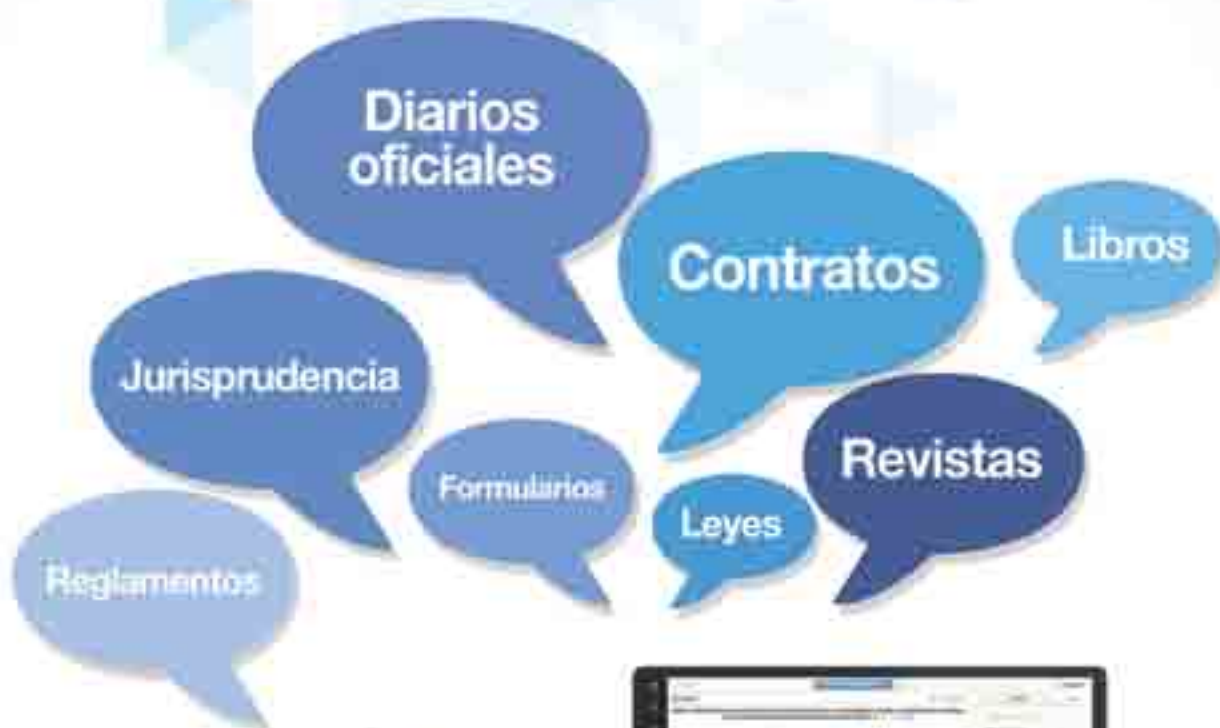 Diarios
oficiales
Contratos
Libros
Jurisprudencia
Revistas
Formularios
Leyes
Reglamentos